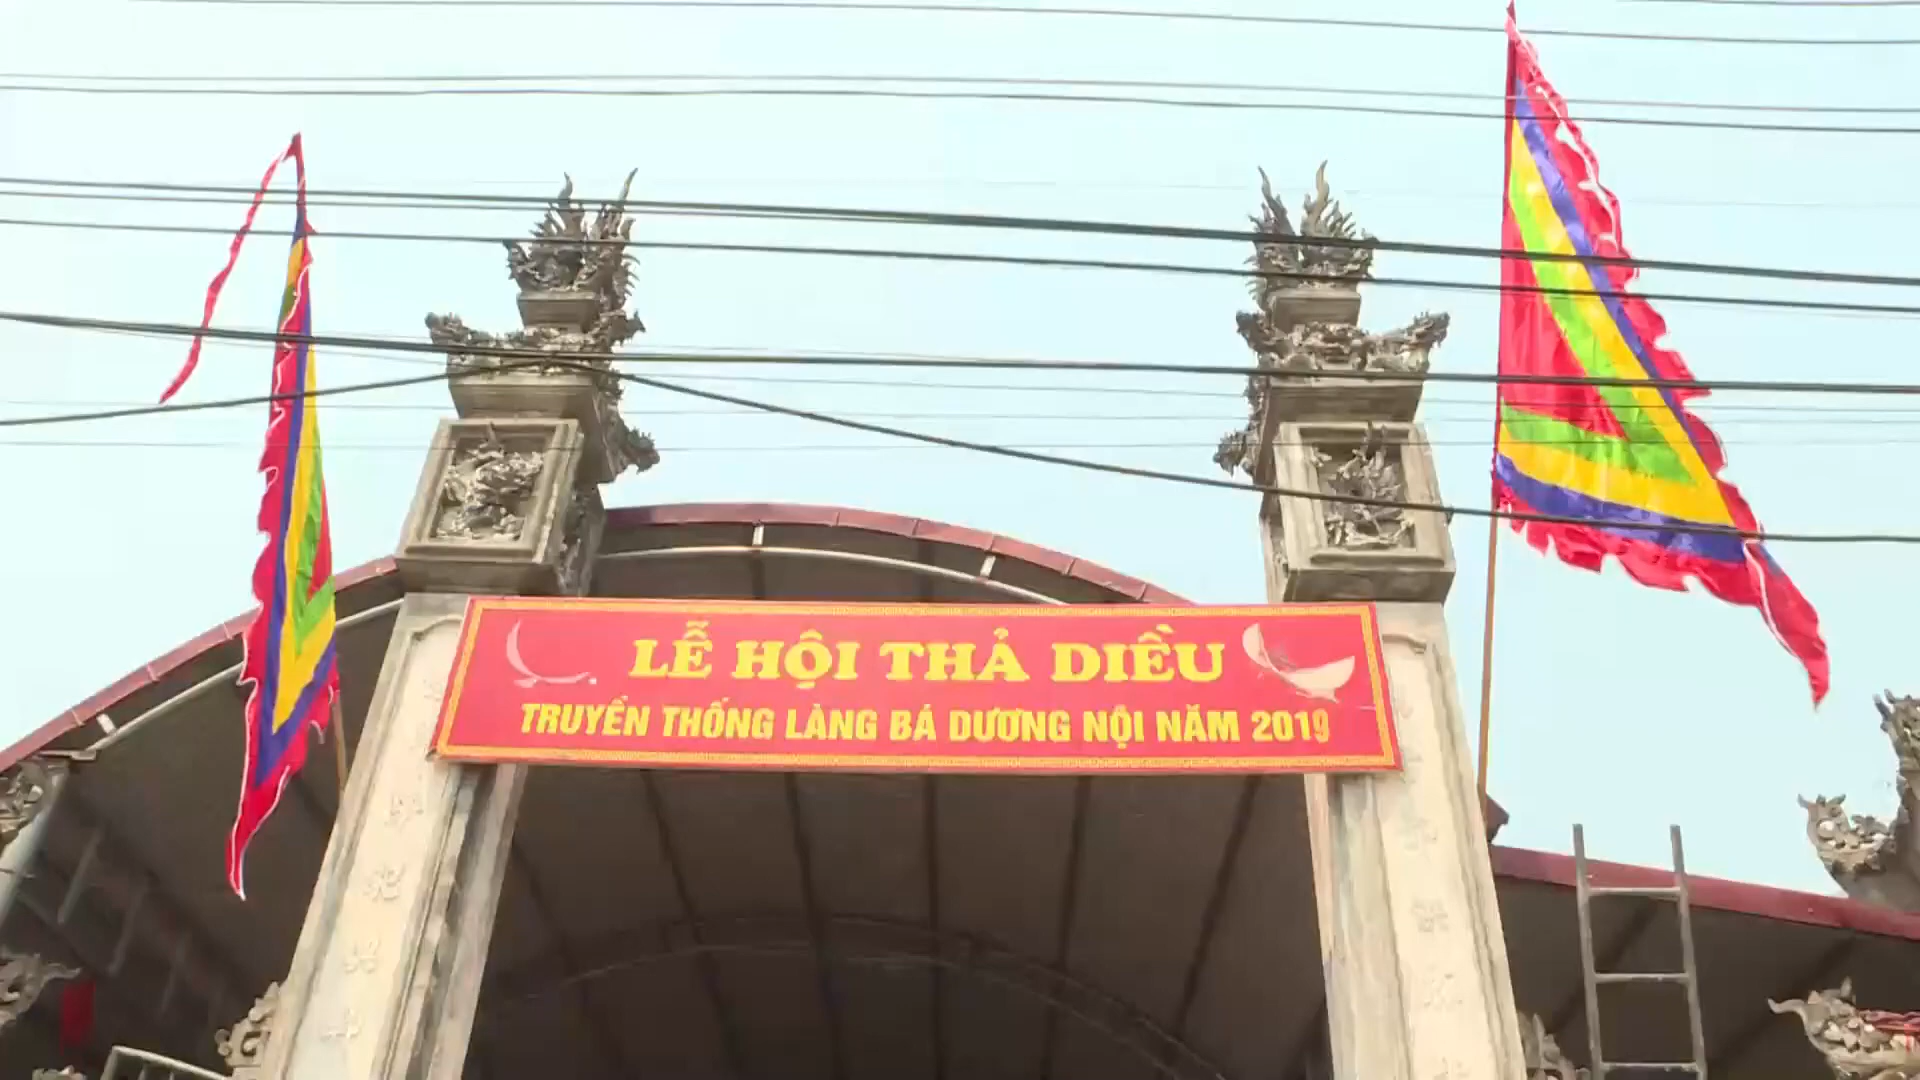 LỄ HỘI THẢ DIỀU
TRUYỀN THỐNG LÀNG BÁ DƯƠNG NỘI NĂM 2019